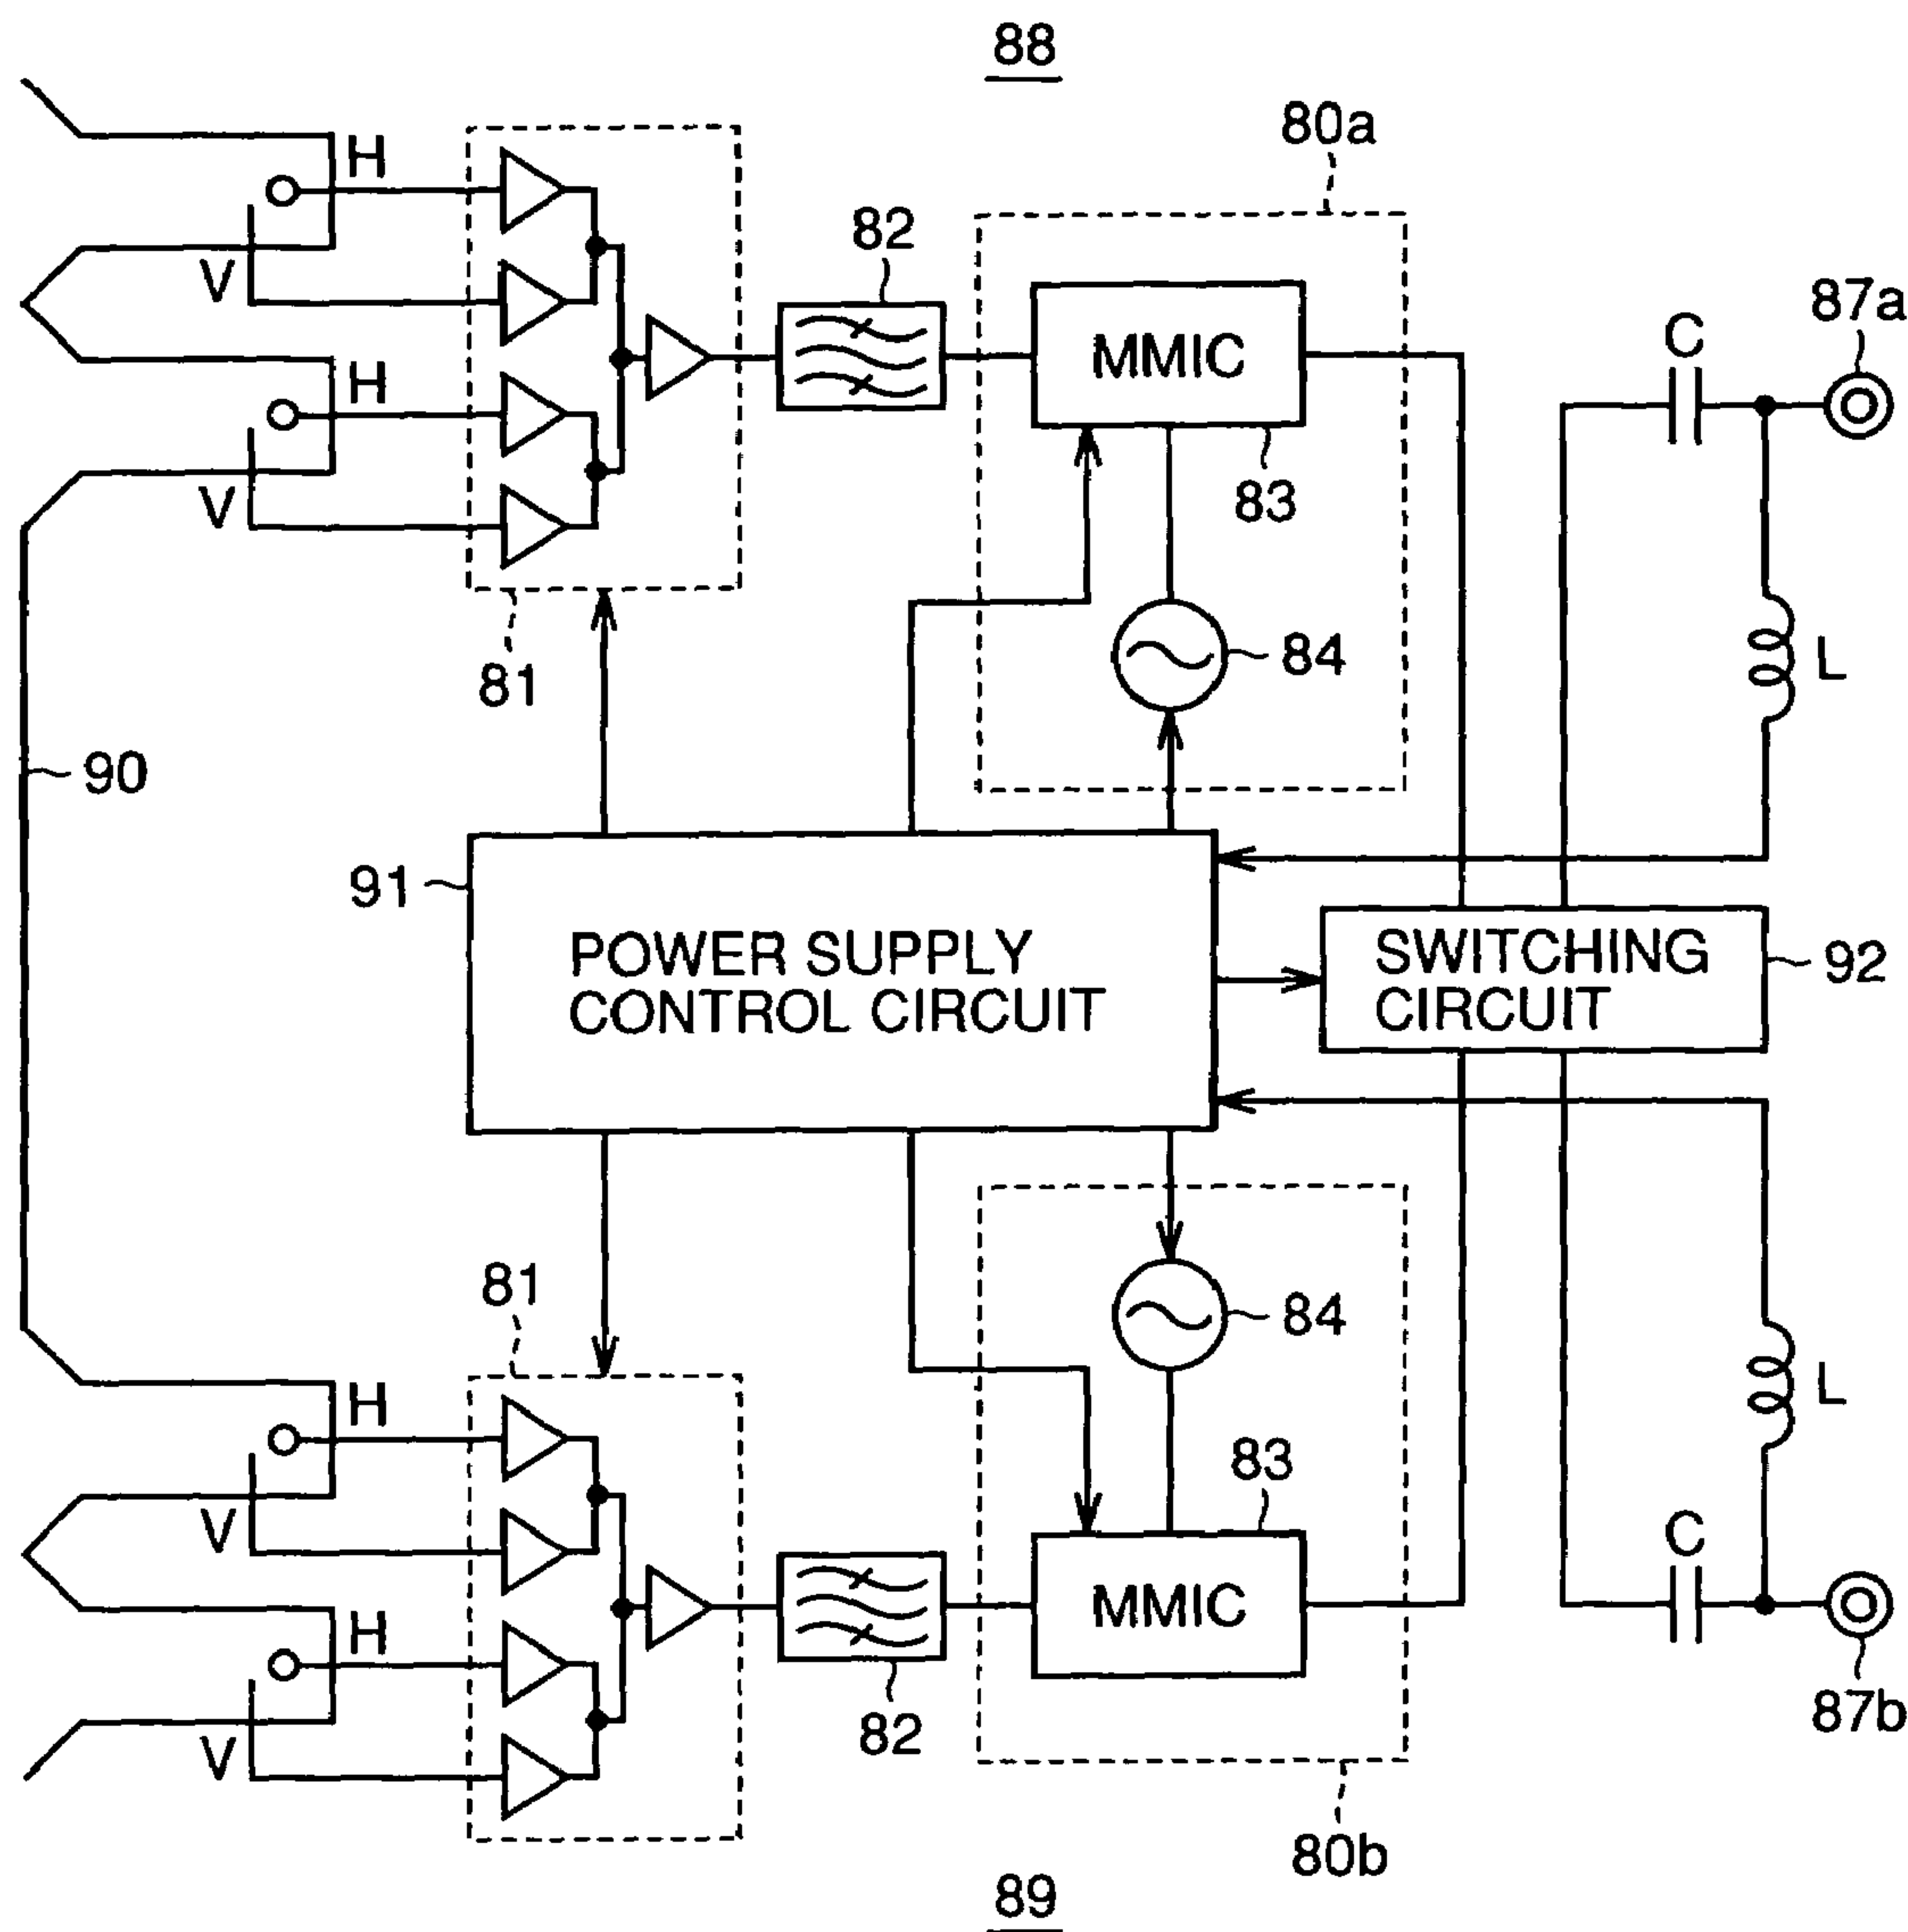 88
80a
H
82
87a
V
C
MMIC
H
83
V
84
L
81
90
91
POWER SUPPLY
CONTROL CIRCUIT
SWITCHING
CIRCUIT
92
81
84
L
H
83
V
C
MMIC
H
82
87b
V
80b
89